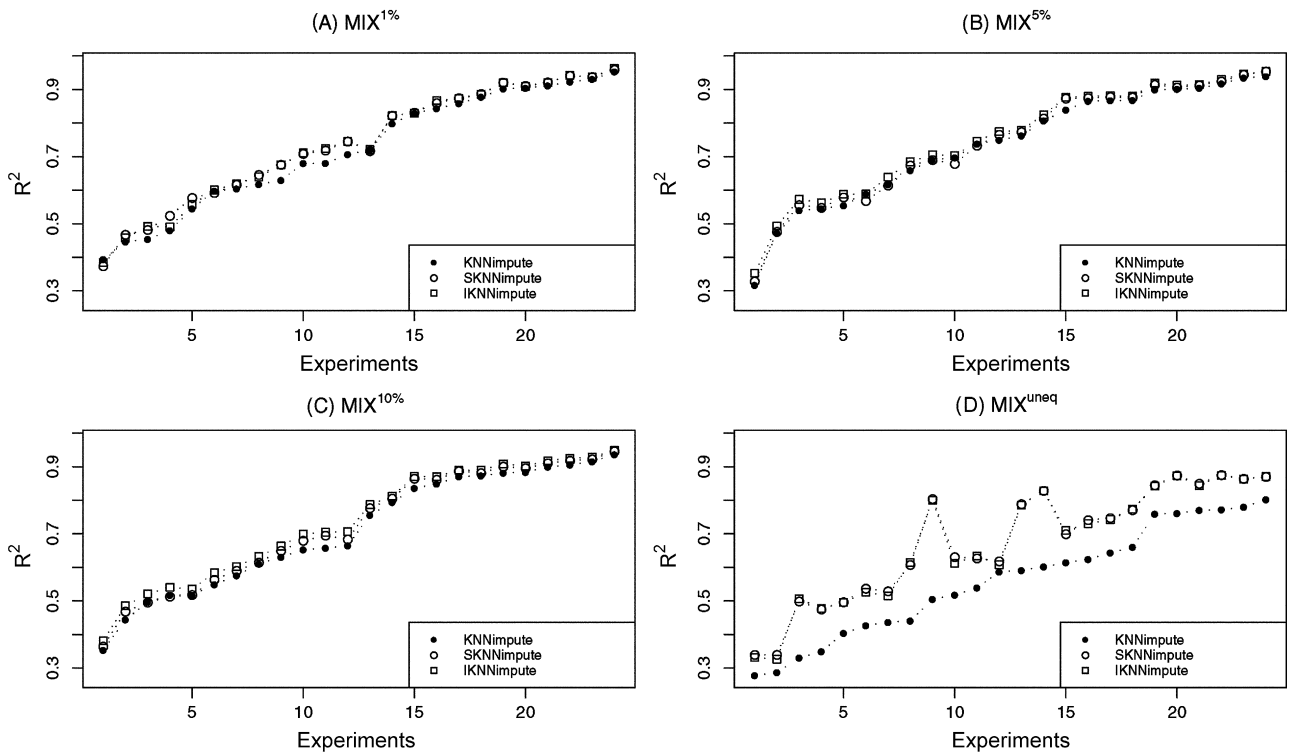 (A) MIX1%
R2
0.9
0.7
0.5
0.3
KNNimpute
SKNNimpute
IKNNimpute
5 10 15 20
Experiments
(B) MIX5%
R2
0.9
0.7
0.5
0.3
KNNimpute
SKNNimpute
IKNNimpute
5 10 15 20
Experiments
(C) MIX10%
R2
0.9
0.7
0.5
0.3
KNNimpute
SKNNimpute
IKNNimpute
5 10 15 20
Experiments
(D) MIXuneq
R2
0.9
0.7
0.5
0.3
KNNimpute
SKNNimpute
IKNNimpute
5 10 15 20
Experiments